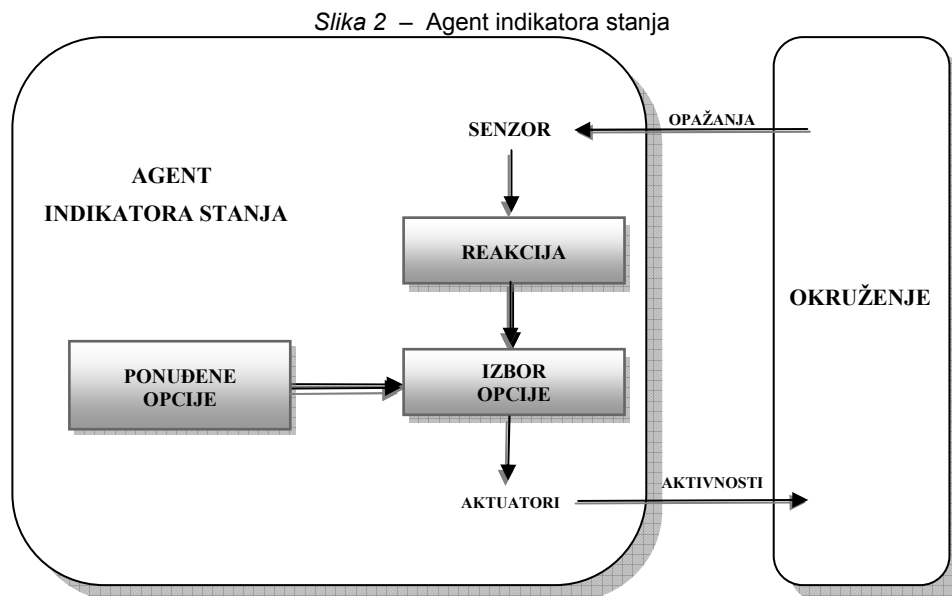 Slika 2 – Agent indikatora stanja
OPAŽANJA
SENZOR
AGENT
INDIKATORA STANJA
REAKCIJA
OKRUŽENJE
PONUĐENE
OPCIJE
IZBOR
OPCIJE
AKTUATORI
AKTIVNOSTI